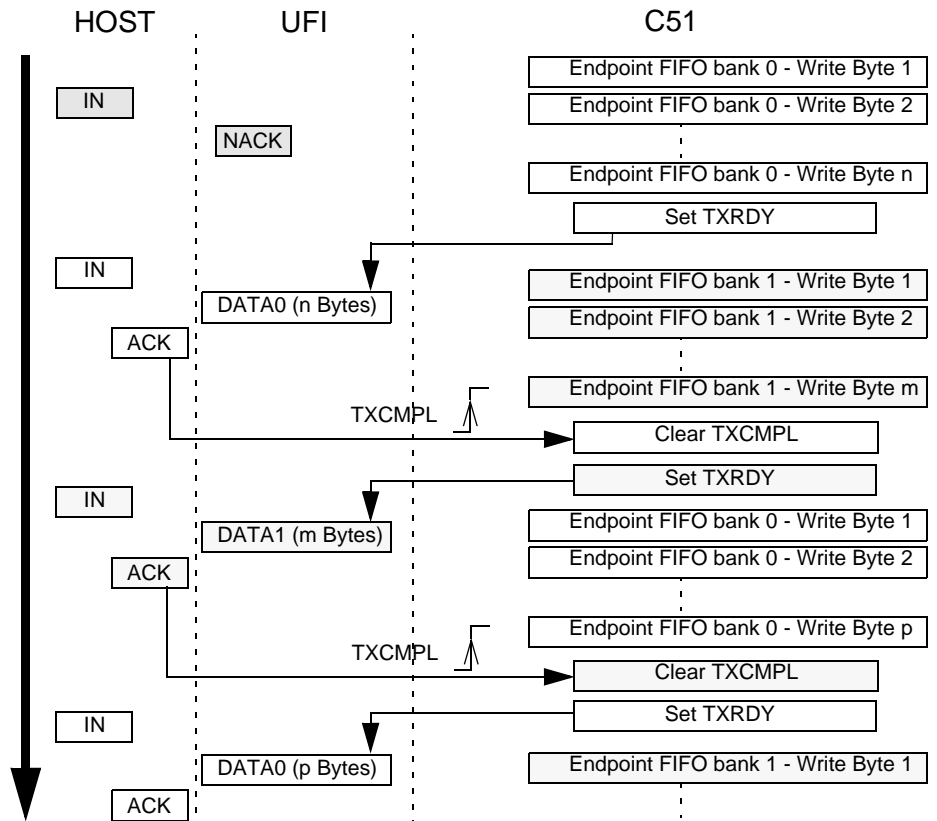 HOST UFI C51
Endpoint FIFO bank 0 - Write Byte 1
IN
Endpoint FIFO bank 0 - Write Byte 2
NACK
Endpoint FIFO bank 0 - Write Byte n
Set TXRDY
IN
Endpoint FIFO bank 1 - Write Byte 1
DATA0 (n Bytes)
Endpoint FIFO bank 1 - Write Byte 2
ACK
Endpoint FIFO bank 1 - Write Byte m
TXCMPL
Clear TXCMPL
Set TXRDY
IN
Endpoint FIFO bank 0 - Write Byte 1
DATA1 (m Bytes)
Endpoint FIFO bank 0 - Write Byte 2
ACK
Endpoint FIFO bank 0 - Write Byte p
TXCMPL
Clear TXCMPL
Set TXRDY
IN
DATA0 (p Bytes)
Endpoint FIFO bank 1 - Write Byte 1
ACK